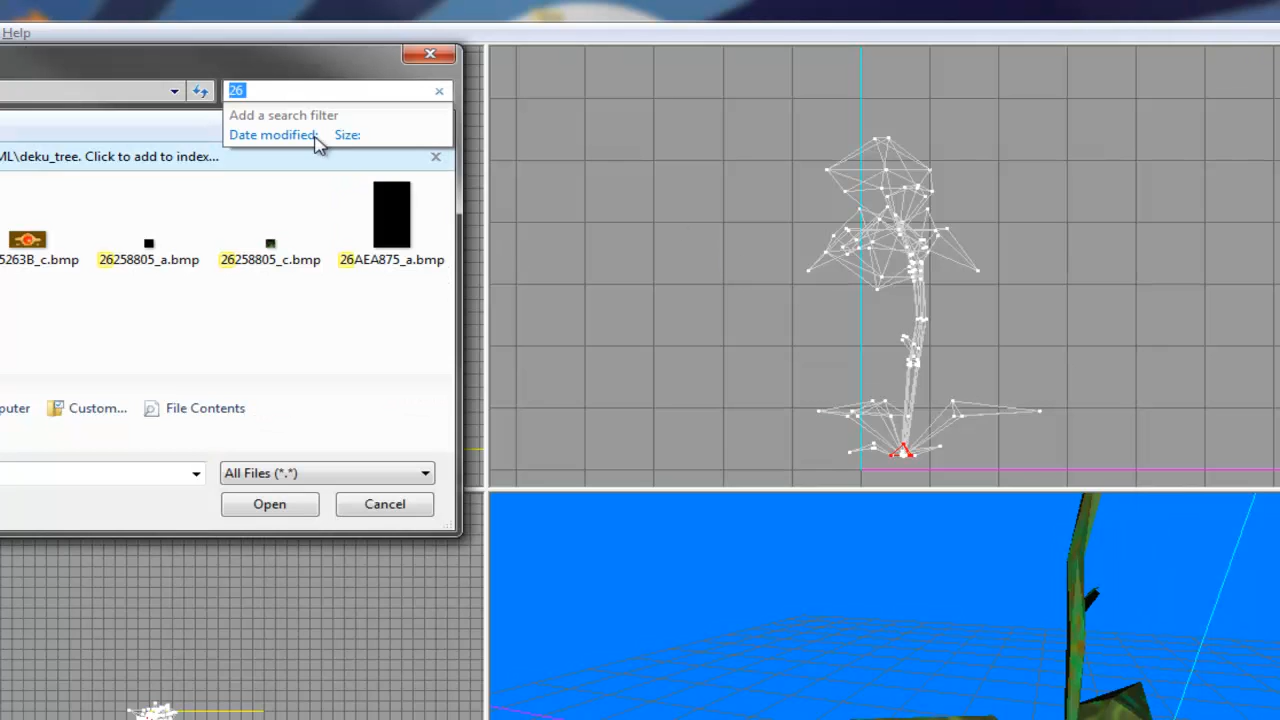 Help
26
Add a search filter
Date modified: Size:
ML\deku_tree. Click to add to index...
5263B_c.bmp 26258805_a.bmp 26258805_c.bmp 26AEA875_a.bmp
puter Custom... File Contents
All Files (*.*)
Open Cancel